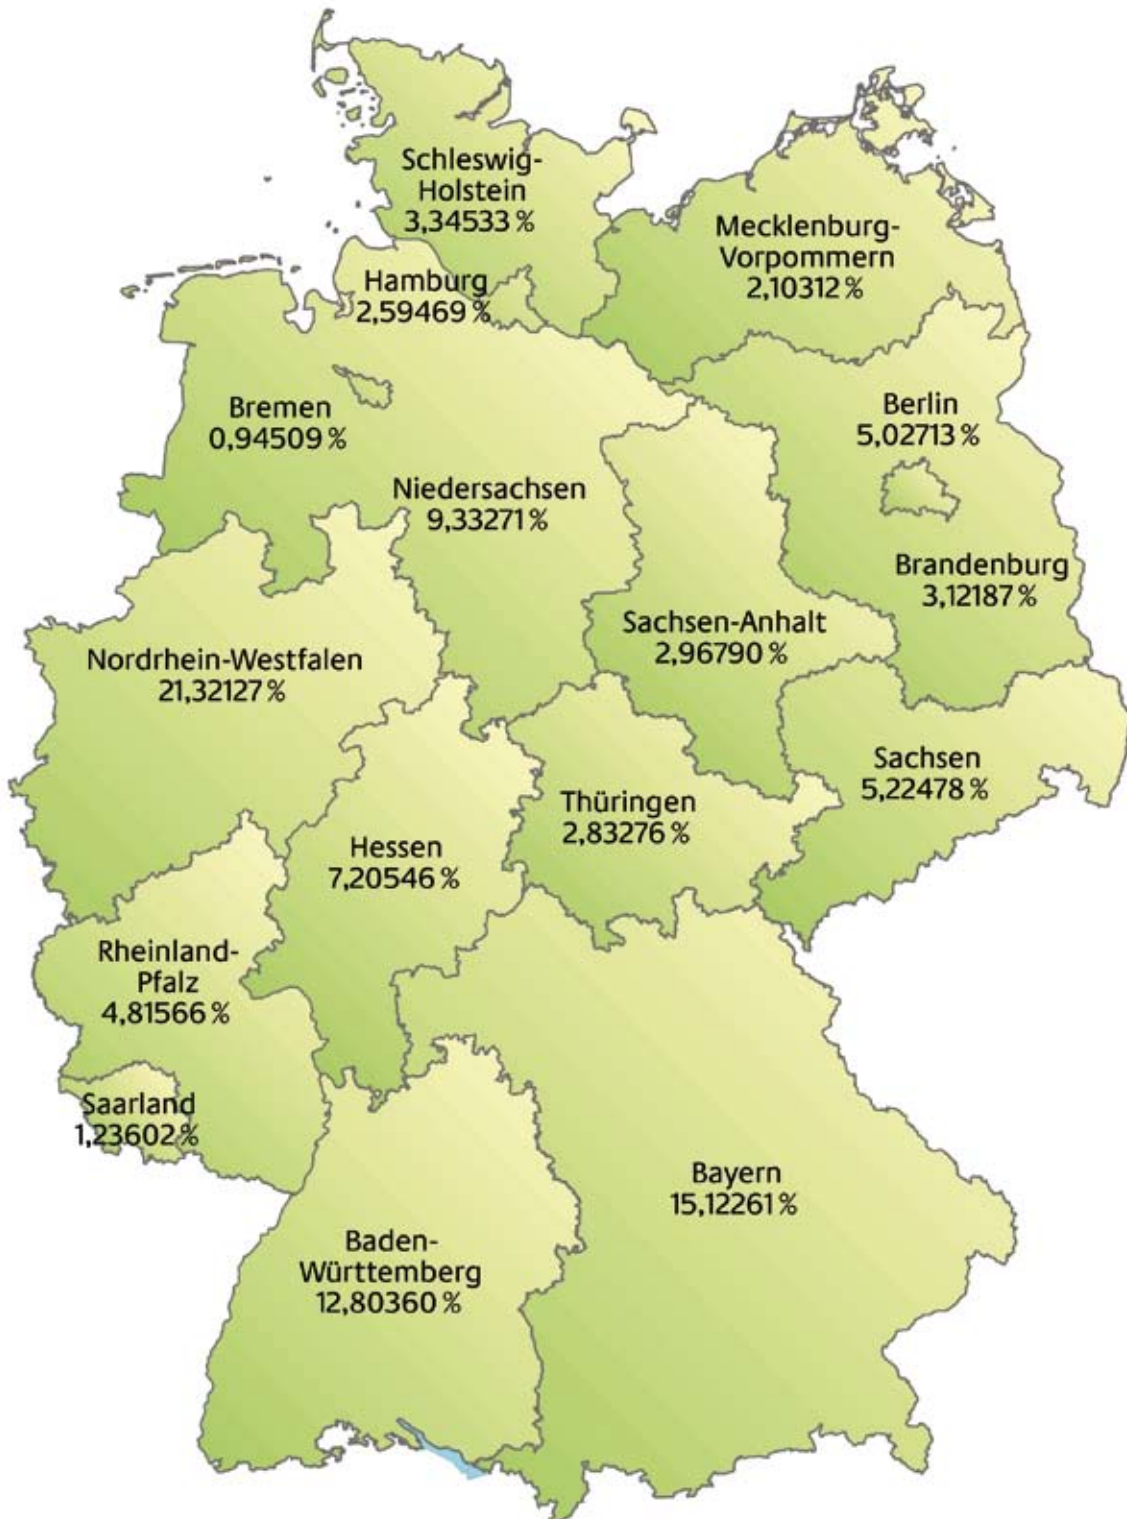 Schleswig-
Holstein
3,34533 %
Mecklenburg-
Vorpommern
2,10312 %
Hamburg
2,59469 %
Bremen
0,94509 %
Berlin
5,02713 %
Niedersachsen
9,33271 %
Brandenburg
3,12187 %
Sachsen-Anhalt
2,96790 %
Nordrhein-Westfalen
21,32127 %
Sachsen
5,22478 %
Thüringen
2,83276 %
Hessen
7,20546 %
Rheinland-
Pfalz
4,81566 %
Saarland
1,23602 %
Bayern
15,12261 %
Baden-
Württemberg
12,80360 %